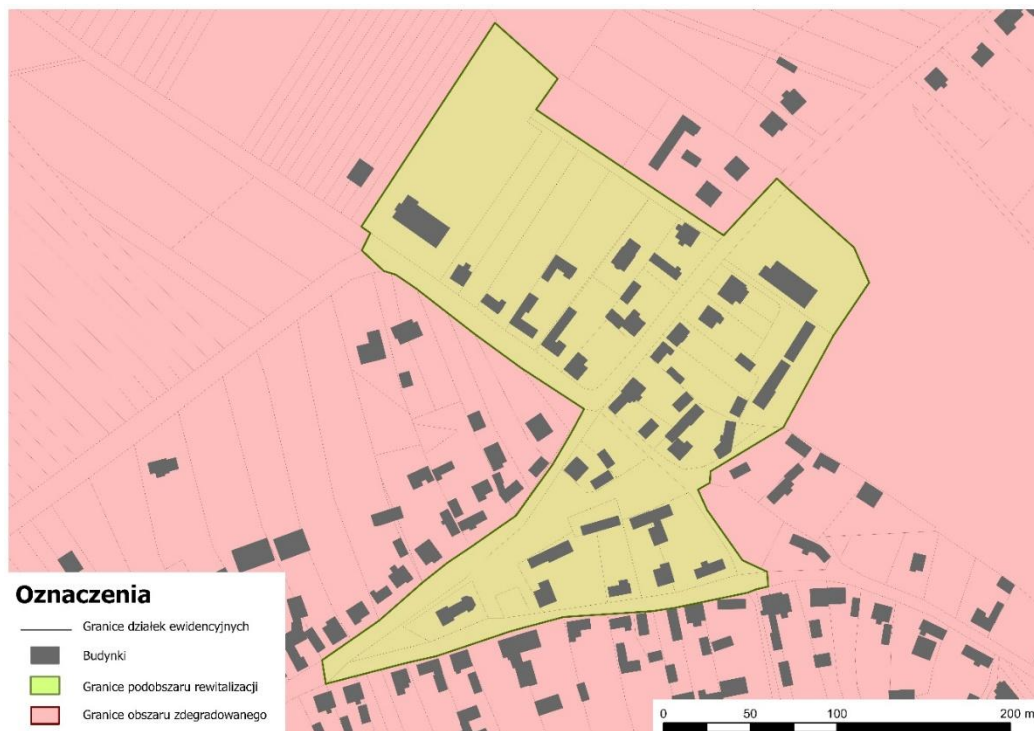 Oznaczenia
Granice działek ewidencyjnych
Budynki
Granice podobszaru rewitalizacji
Granice obszaru zdegradowanego
0 50 100 200 m